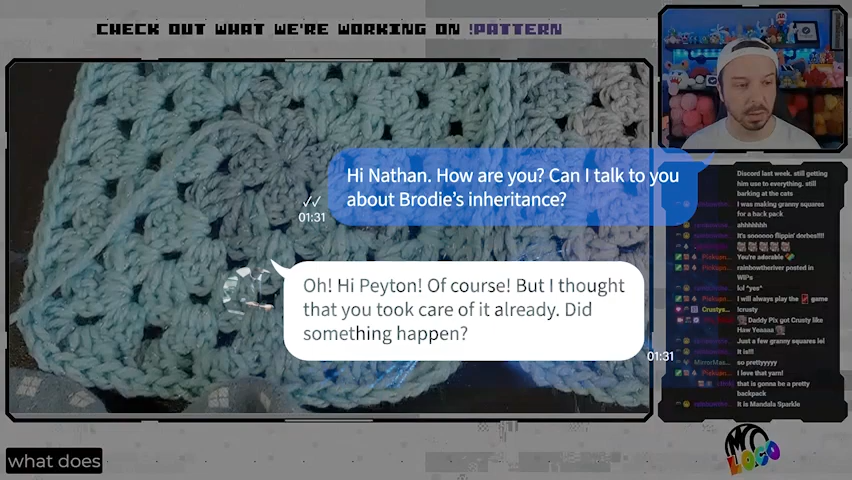 CHECK OUT WHAT WE'RE WORKING ON !PATTERN
Hi Nathan. How are you? Can I talk to you
about Brodie's inheritance?
01:31
Oh! Hi Peyton! Of course! But I thought
that you took care of it already. Did
something happen?
01:31
Discord last week. still getting
him use to everything. still
barking at the cats
I was making granny squares
for a back pack
ahhhhhhh
It's sooooo flippin' dorbes!!!!
You're adorable
rainbowtheriver posted in
WIPs
lol *yes*
I will always play the game
!crusty
Daddy Pix got Crusty like
Haw Yeaaaa
Just a few granny squares lol
It is!!!
so prettyyyyy
I love that yarn!
that is gonna be a pretty
backpack
It is Mandala Sparkle
LOCO
what does